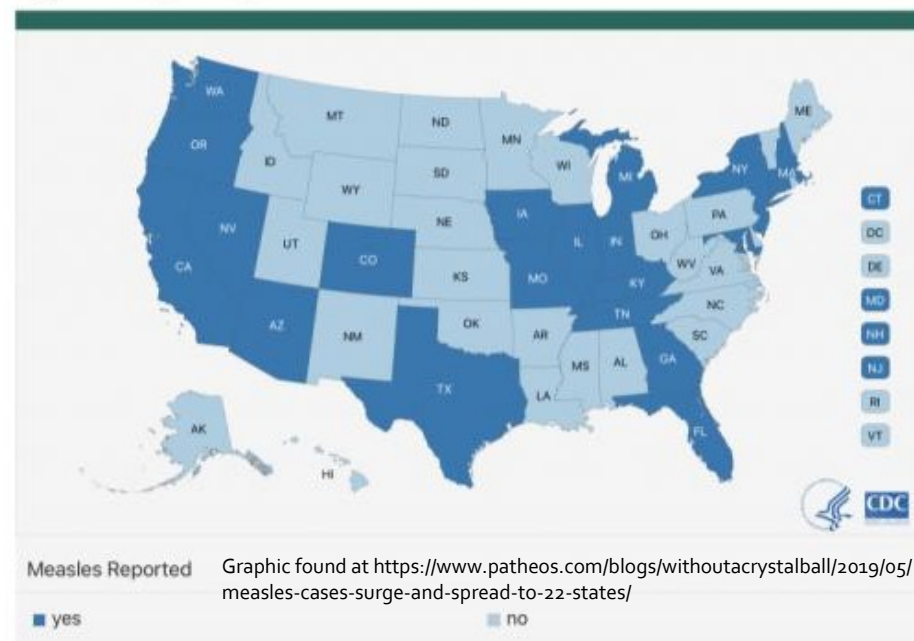 WA
MT
ND
MN
ME
OR
ID
SD
WI
MI
NY
MA
WY
NV
NE
IA
PA
CT
UT
CO
IL
IN
OH
DC
CA
KS
MO
WV
VA
DE
KY
AZ
NM
OK
TN
NC
MD
AR
SC
NH
TX
MS
AL
GA
NJ
LA
RI
AK
FL
VT
HI
CDC
Measles Reported
Graphic found at https://www.patheos.com/blogs/withoutacrystalball/2019/05/
measles-cases-surge-and-spread-to-22-states/
yes
no